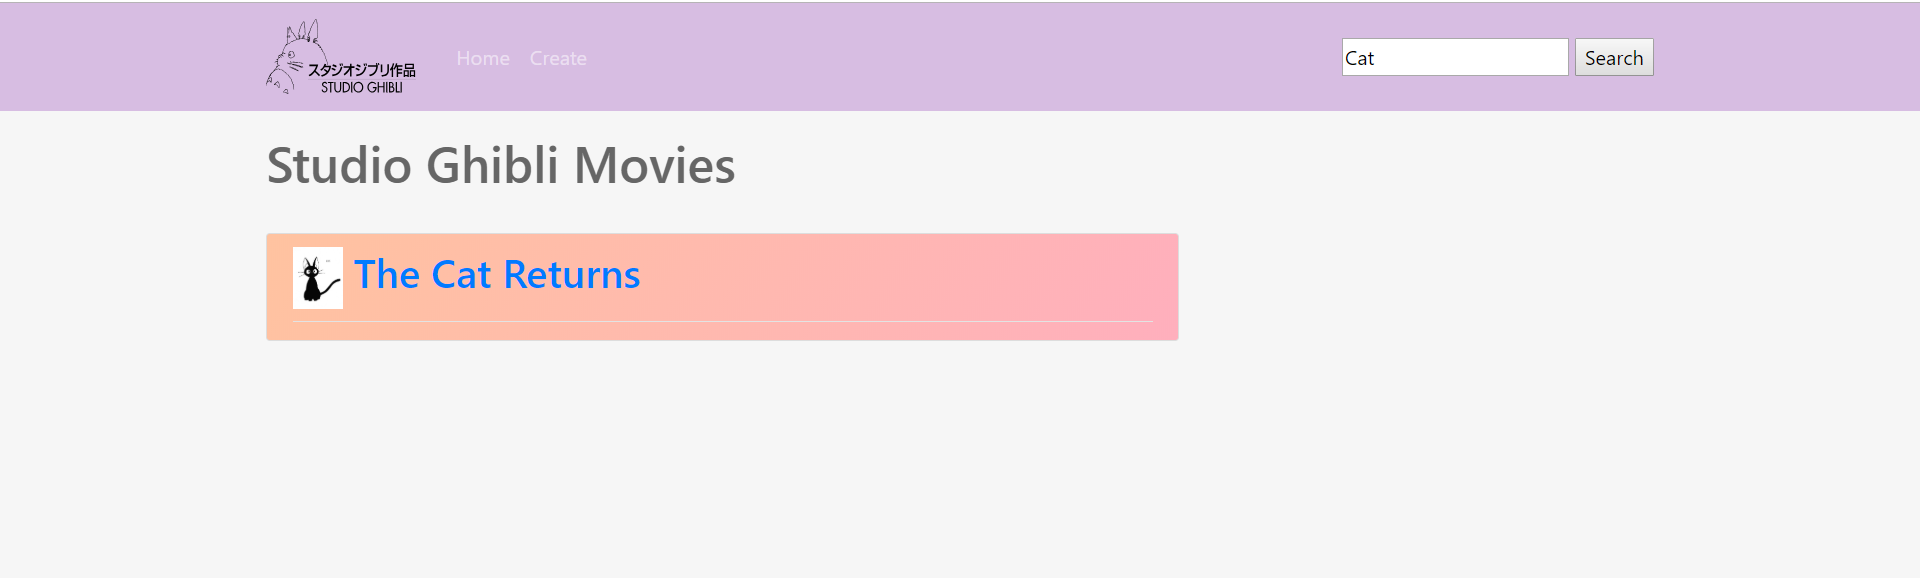 スタジオジブリ作品
STUDIO GHIBLI
Home Create
Cat Search
Studio Ghibli Movies
The Cat Returns